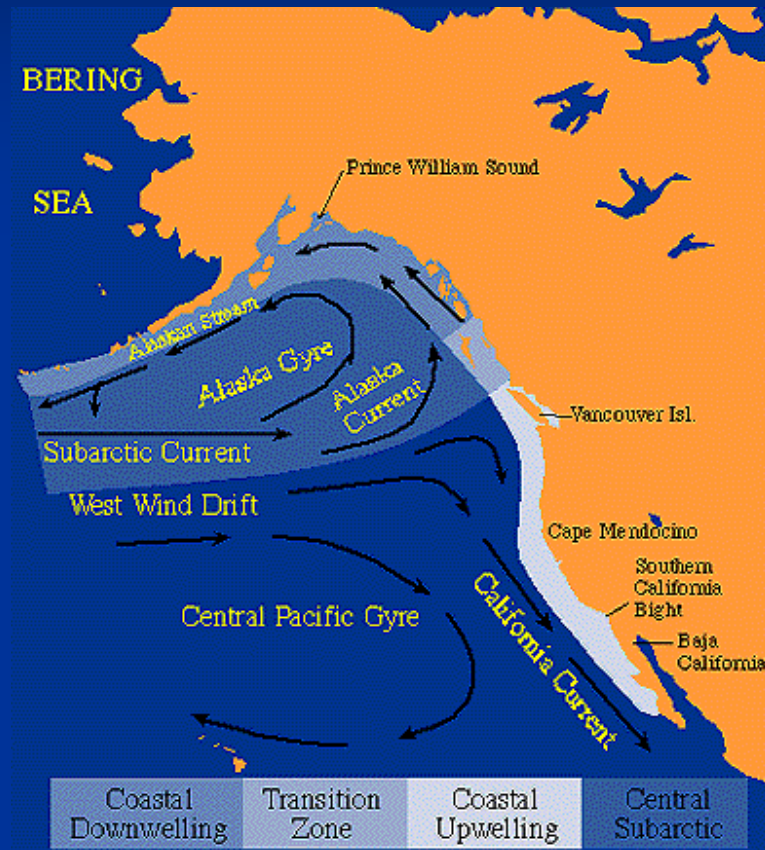 BERING
SEA
Prince William Sound
Alaskan Stream
Alaska Gyre
Alaska
Current
Vancouver Isl.
Subarctic Current
West Wind Drift
Cape Mendocino
Southern
California
Bight
Central Pacific Gyre
California Current
Baja
California
Coastal
Downwelling
Transition
Zone
Coastal
Upwelling
Central
Subarctic